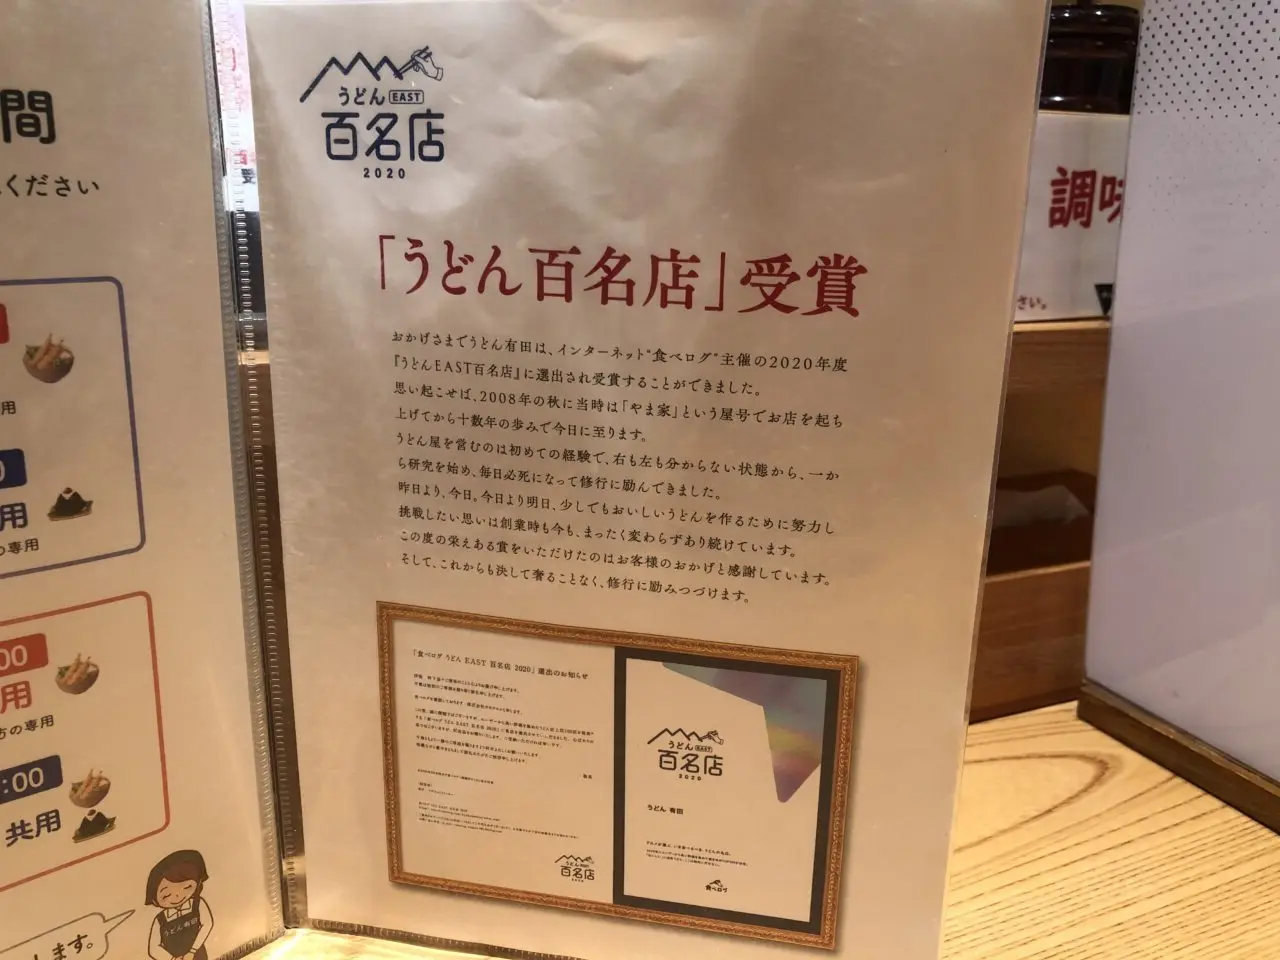 間
ください
用
用
の専用
00
用
方の専用
:00
共用
うどん有田
します。
うどん EAST
百名店
2020
「うどん百名店」受賞
おかげさまでうどん有田は、インターネット"食べログ"主催の2020年度
『うどんEAST百名店』に選出され受賞することができました。
思い起こせば、2008年の秋に当時は「やま家」という屋号でお店を起ち
上げてから十数年の歩みで今日に至ります。
うどん屋を営むのは初めての経験で、右も左も分からない状態から、一か
ら研究を始め、毎日必死になって修行に励んできました。
昨日より、今日。今日より明日、少しでもおいしいうどんを作るために努力し
挑戦したい思いは創業時も今も、まったく変わらずあり続けています。
この度の栄えある賞をいただけたのはお客様のおかげと感謝しています。
そして、これからも決して奢ることなく、修行に励みつづけます。
「食べログ うどん EAST 百名店 2020」選出のお知らせ
うどん EAST
百名店
2020
うどん EAST
百名店
2020
うどん 有田
食べログ
調味
さい。